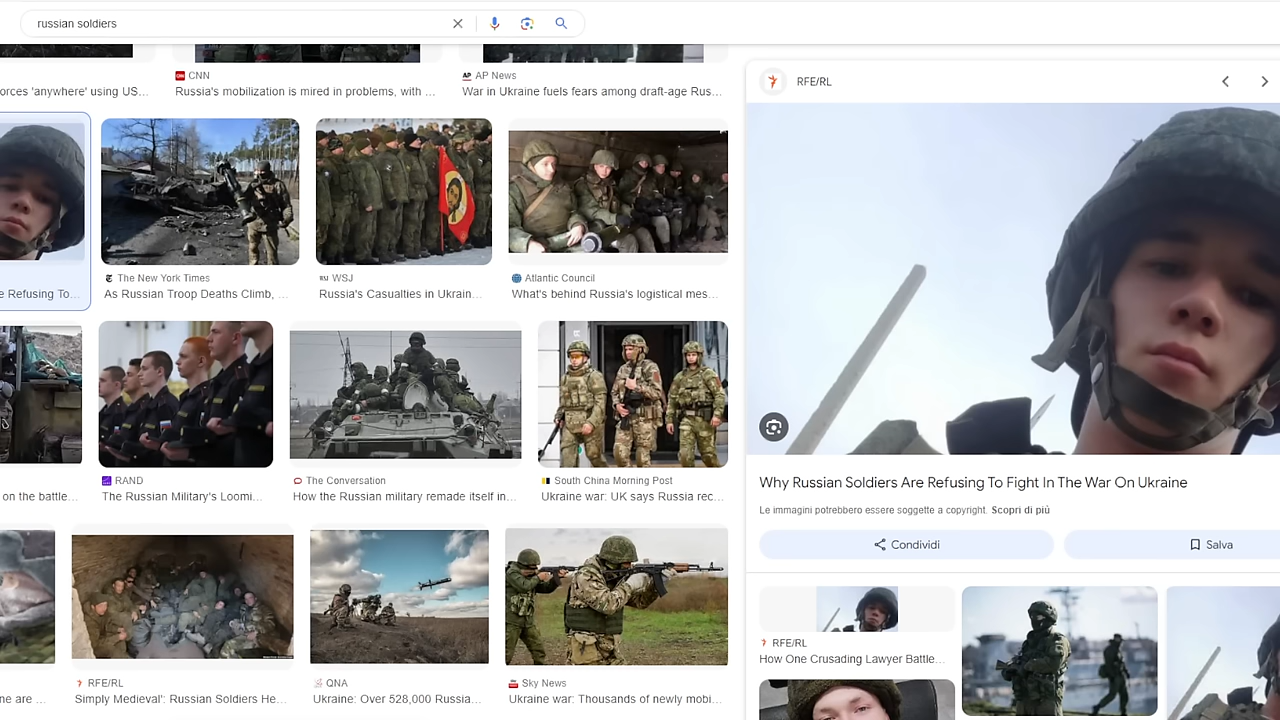 russian soldiers
CNN
AP News
orces 'anywhere' using US...
Russia's mobilization is mired in problems, with ...
War in Ukraine fuels fears among draft-age Rus...
RFE/RL
The New York Times
WSJ
Atlantic Council
e Refusing To...
As Russian Troop Deaths Climb, ...
Russia's Casualties in Ukrain...
What's behind Russia's logistical mes...
RAND
The Conversation
South China Morning Post
on the battle...
The Russian Military's Loomi...
How the Russian military remade itself in...
Ukraine war: UK says Russia rec...
RFE/RL
QNA
Sky News
ne are ...
Simply Medieval': Russian Soldiers He...
Ukraine: Over 528,000 Russia...
Ukraine war: Thousands of newly mobi...
Why Russian Soldiers Are Refusing To Fight In The War On Ukraine
Le immagini potrebbero essere soggette a copyright. Scopri di più
Condividi
Salva
RFE/RL
How One Crusading Lawyer Battle...